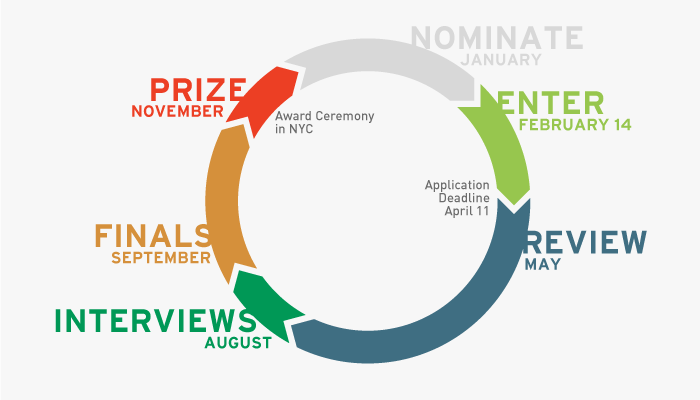 NOMINATE
JANUARY
ENTER
FEBRUARY 14
Application
Deadline
April 11
REVIEW
MAY
INTERVIEWS
AUGUST
FINALS
SEPTEMBER
PRIZE
NOVEMBER
Award Ceremony
in NYC